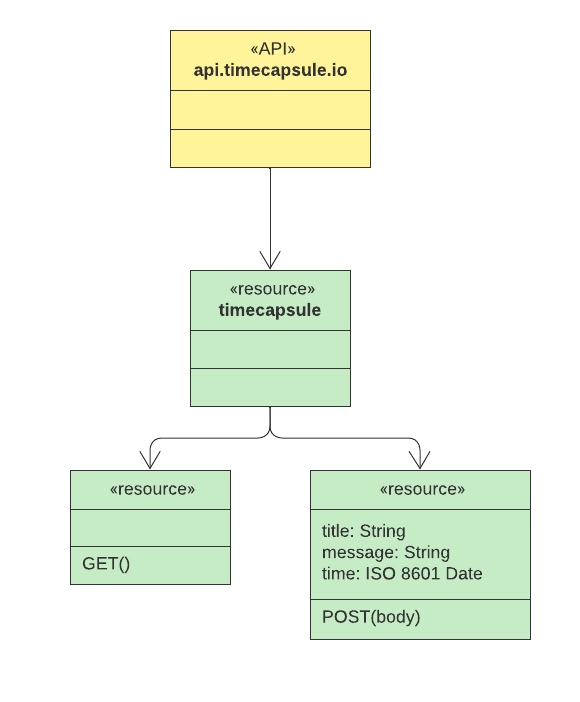 «API»
api.timecapsule.io
«resource»
timecapsule
«resource»
GET()
«resource»
title: String
message: String
time: ISO 8601 Date
POST(body)